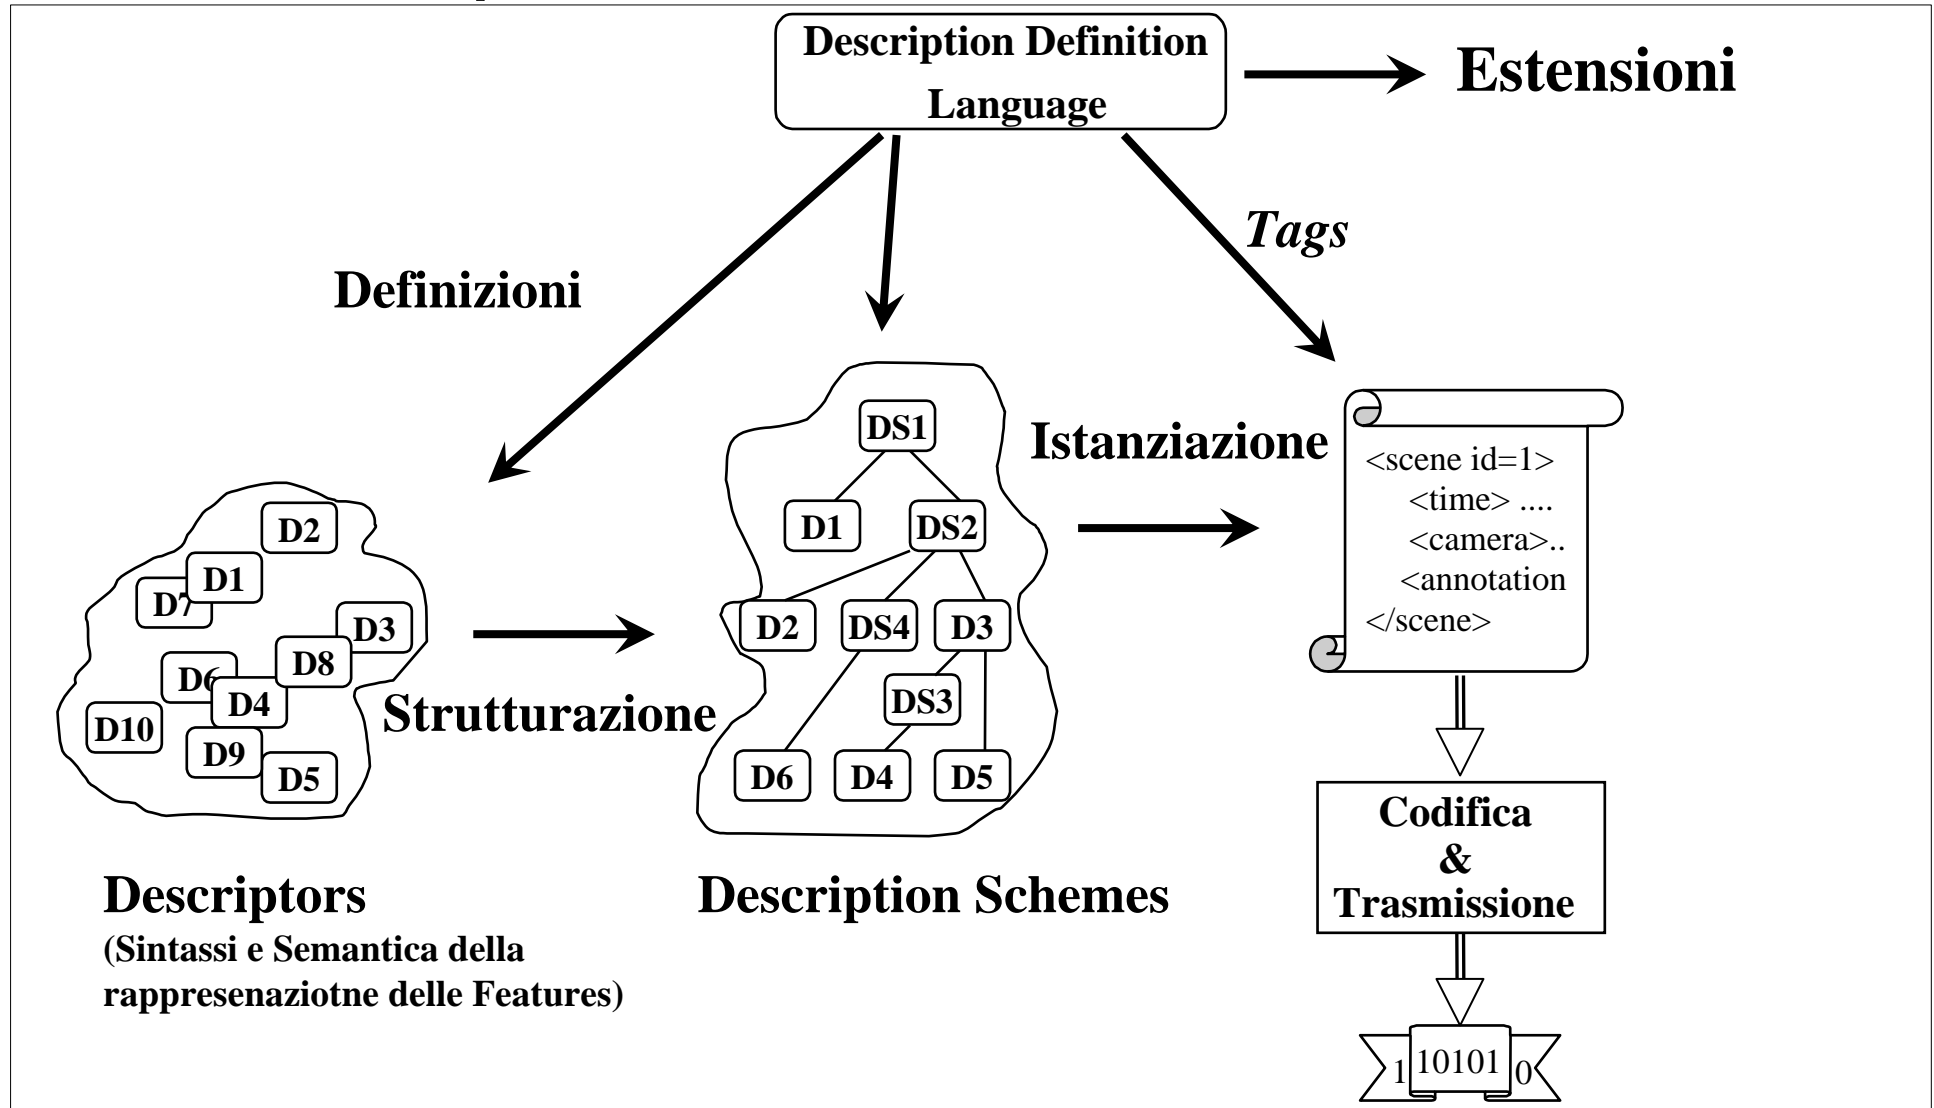 Description Definition
Language
Estensioni
Tags
Definizioni
DS1
Istanziazione
<scene id=1>
<time> ....
<camera>..
<annotation
</scene>
D1
DS2
D2
DS4
D3
DS3
D6
D4
D5
D2
D1
D7
D3
D8
D6
D4
D10
D9
D5
Strutturazione
Codifica
&
Trasmissione
Descriptors
(Sintassi e Semantica della
rappresenaziotne delle Features)
Description Schemes
1 10101 0